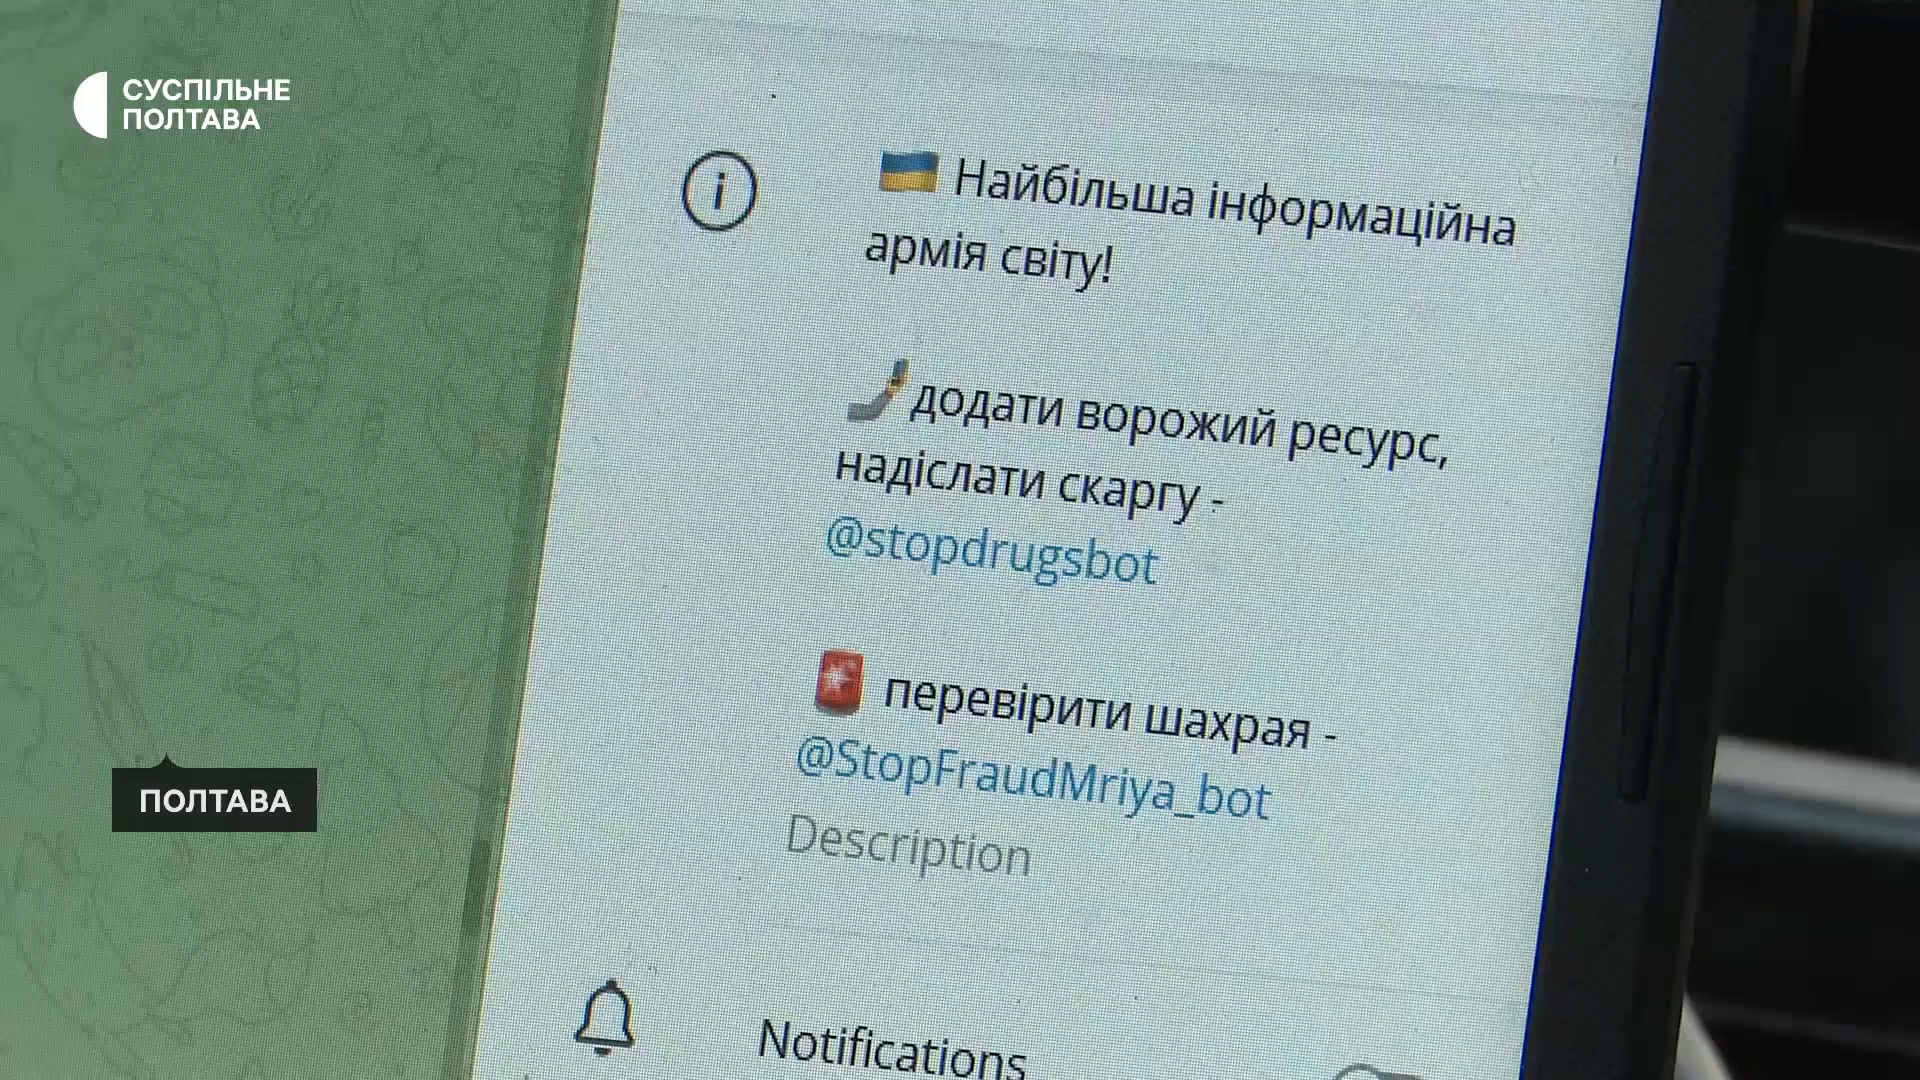 СУСПІЛЬНЕ
ПОЛТАВА
🇺🇦 Найбільша інформаційна
армія світу!
🤳додати ворожий ресурс,
надіслати скаргу -
@stopdrugsbot
🚨 перевірити шахрая -
@StopFraudMriya_bot
Description
ПОЛТАВА
Notifications